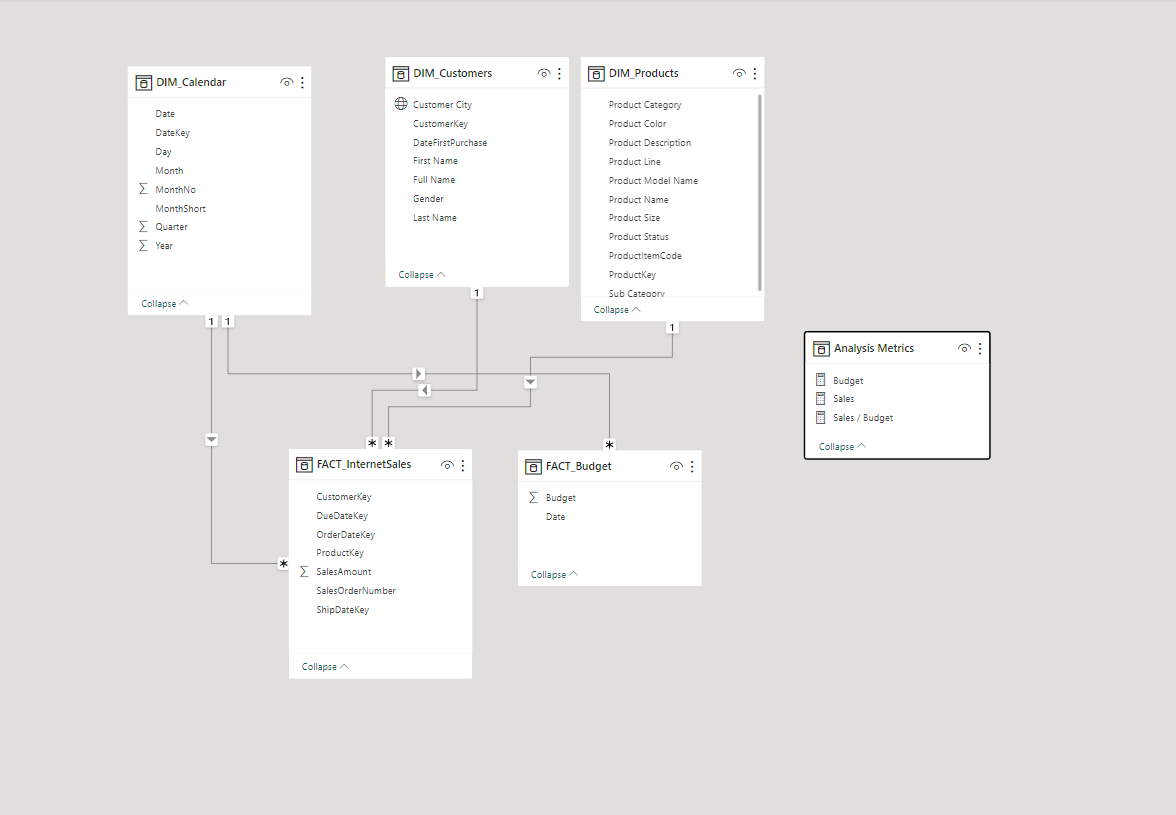 DIM_Calendar
Date
DateKey
Day
Month
MonthNo
MonthShort
Quarter
Year
Collapse
DIM_Customers
Customer City
CustomerKey
DateFirstPurchase
First Name
Full Name
Gender
Last Name
Collapse
DIM_Products
Product Category
Product Color
Product Description
Product Line
Product Model Name
Product Name
Product Size
Product Status
ProductItemCode
ProductKey
Sub Category
Collapse
1
1
1
1
*
*
*
*
FACT_InternetSales
CustomerKey
DueDateKey
OrderDateKey
ProductKey
SalesAmount
SalesOrderNumber
ShipDateKey
Collapse
FACT_Budget
Budget
Date
Collapse
Analysis Metrics
Budget
Sales
Sales / Budget
Collapse